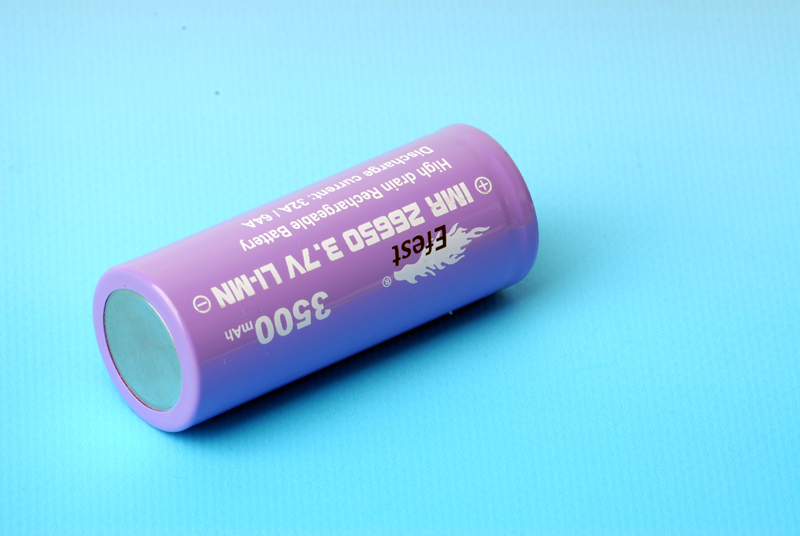 Efest®
⊕ IMR 26650 3.7V LI-MN ⊖
3500mAh
High drain Rechargeable Battery
Discharge current: 32A / 64A